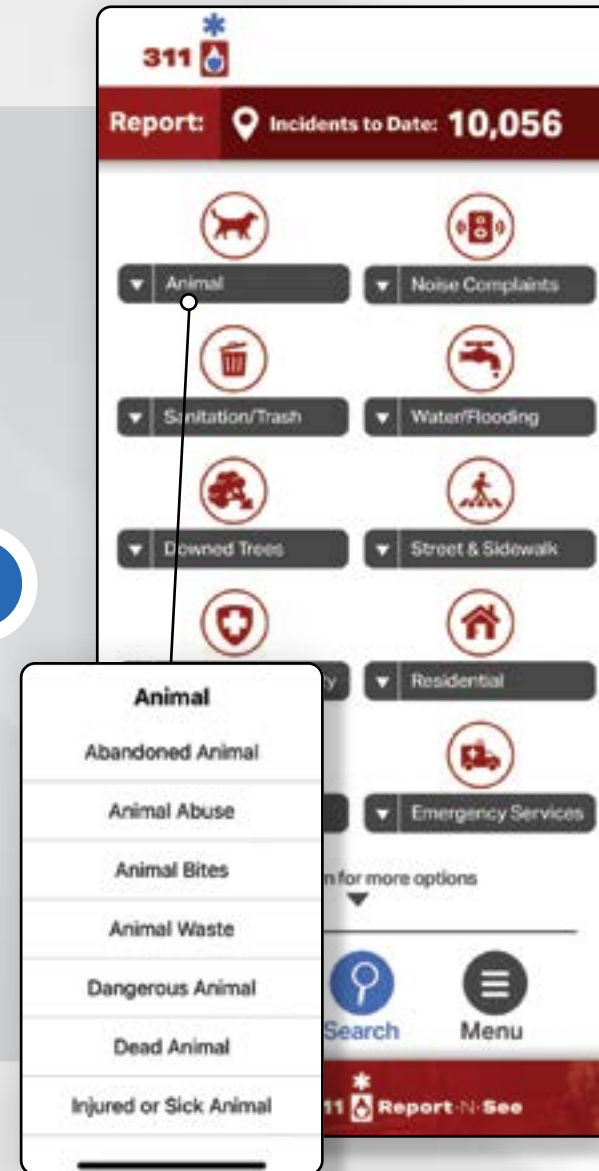 311
Report: Incidents to Date: 10,056
Animal Noise Complaints
Sanitation/Trash Water/Flooding
Downed Trees Street & Sidewalk
Residential
Emergency Services
for more options
Search Menu
311 Report-N-See
Animal
Abandoned Animal
Animal Abuse
Animal Bites
Animal Waste
Dangerous Animal
Dead Animal
Injured or Sick Animal